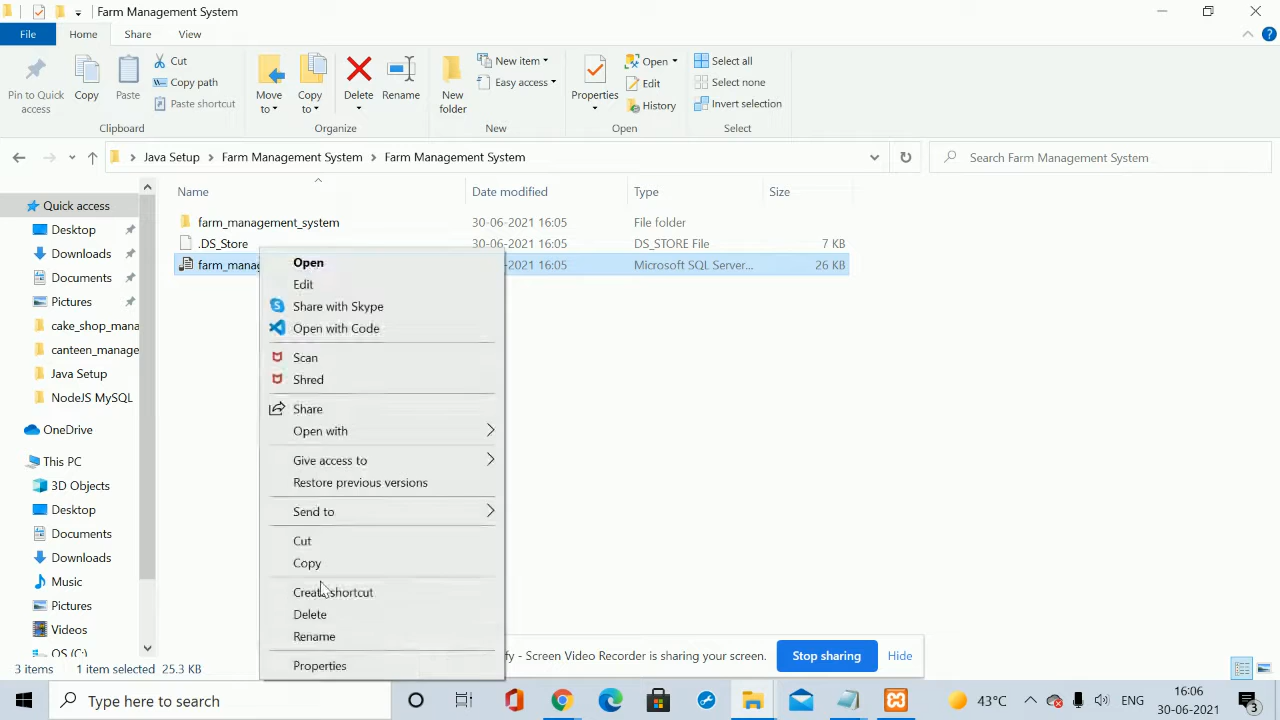 Farm Management System
File
Home
Share
View
Pin to Quick access
Copy
Paste
Cut
Copy path
Paste shortcut
Clipboard
Move to
Copy to
Delete
Rename
Organize
New folder
New item
Easy access
New
Properties
Open
Edit
History
Open
Select all
Select none
Invert selection
Select
Java Setup
Farm Management System
Farm Management System
Search Farm Management System
Name
Date modified
Type
Size
farm_management_system
30-06-2021 16:05
File folder
.DS_Store
30-06-2021 16:05
DS_STORE File
7 KB
farm_manag
-2021 16:05
Microsoft SQL Server...
26 KB
Quick access
Desktop
Downloads
Documents
Pictures
cake_shop_mana
canteen_manage
Java Setup
NodeJS MySQL
OneDrive
This PC
3D Objects
Desktop
Documents
Downloads
Music
Pictures
Videos
OS (C:)
Open
Edit
Share with Skype
Open with Code
Scan
Shred
Share
Open with
Give access to
Restore previous versions
Send to
Cut
Copy
Create shortcut
Delete
Rename
Properties
fy - Screen Video Recorder is sharing your screen.
Stop sharing
Hide
3 items
1 item selected
25.3 KB
Type here to search
43°C
ENG
16:06
30-06-2021
3